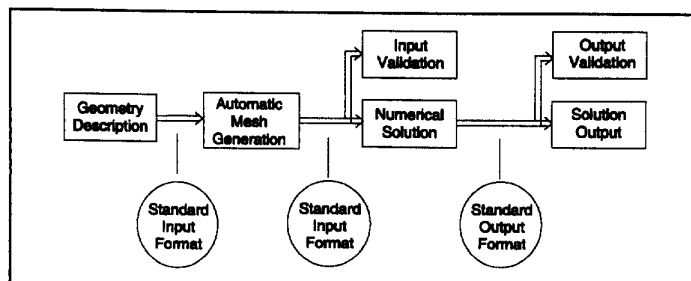 Input
Validation
Output
Validation
Geometry
Description
Automatic
Mesh
Generation
Numerical
Solution
Solution
Output
Standard
Input
Format
Standard
Input
Format
Standard
Output
Format